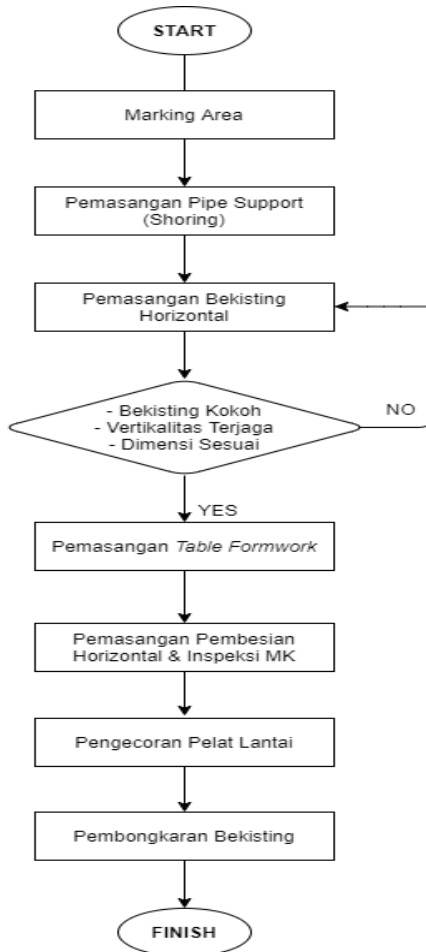 START
Marking Area
Pemasangan Pipe Support
(Shoring)
Pemasangan Bekisting
Horizontal
- Bekisting Kokoh
- Vertikalitas Terjaga
- Dimensi Sesuai
NO
YES
Pemasangan Table Formwork
Pemasangan Pembesian
Horizontal & Inspeksi MK
Pengecoran Pelat Lantai
Pembongkaran Bekisting
FINISH